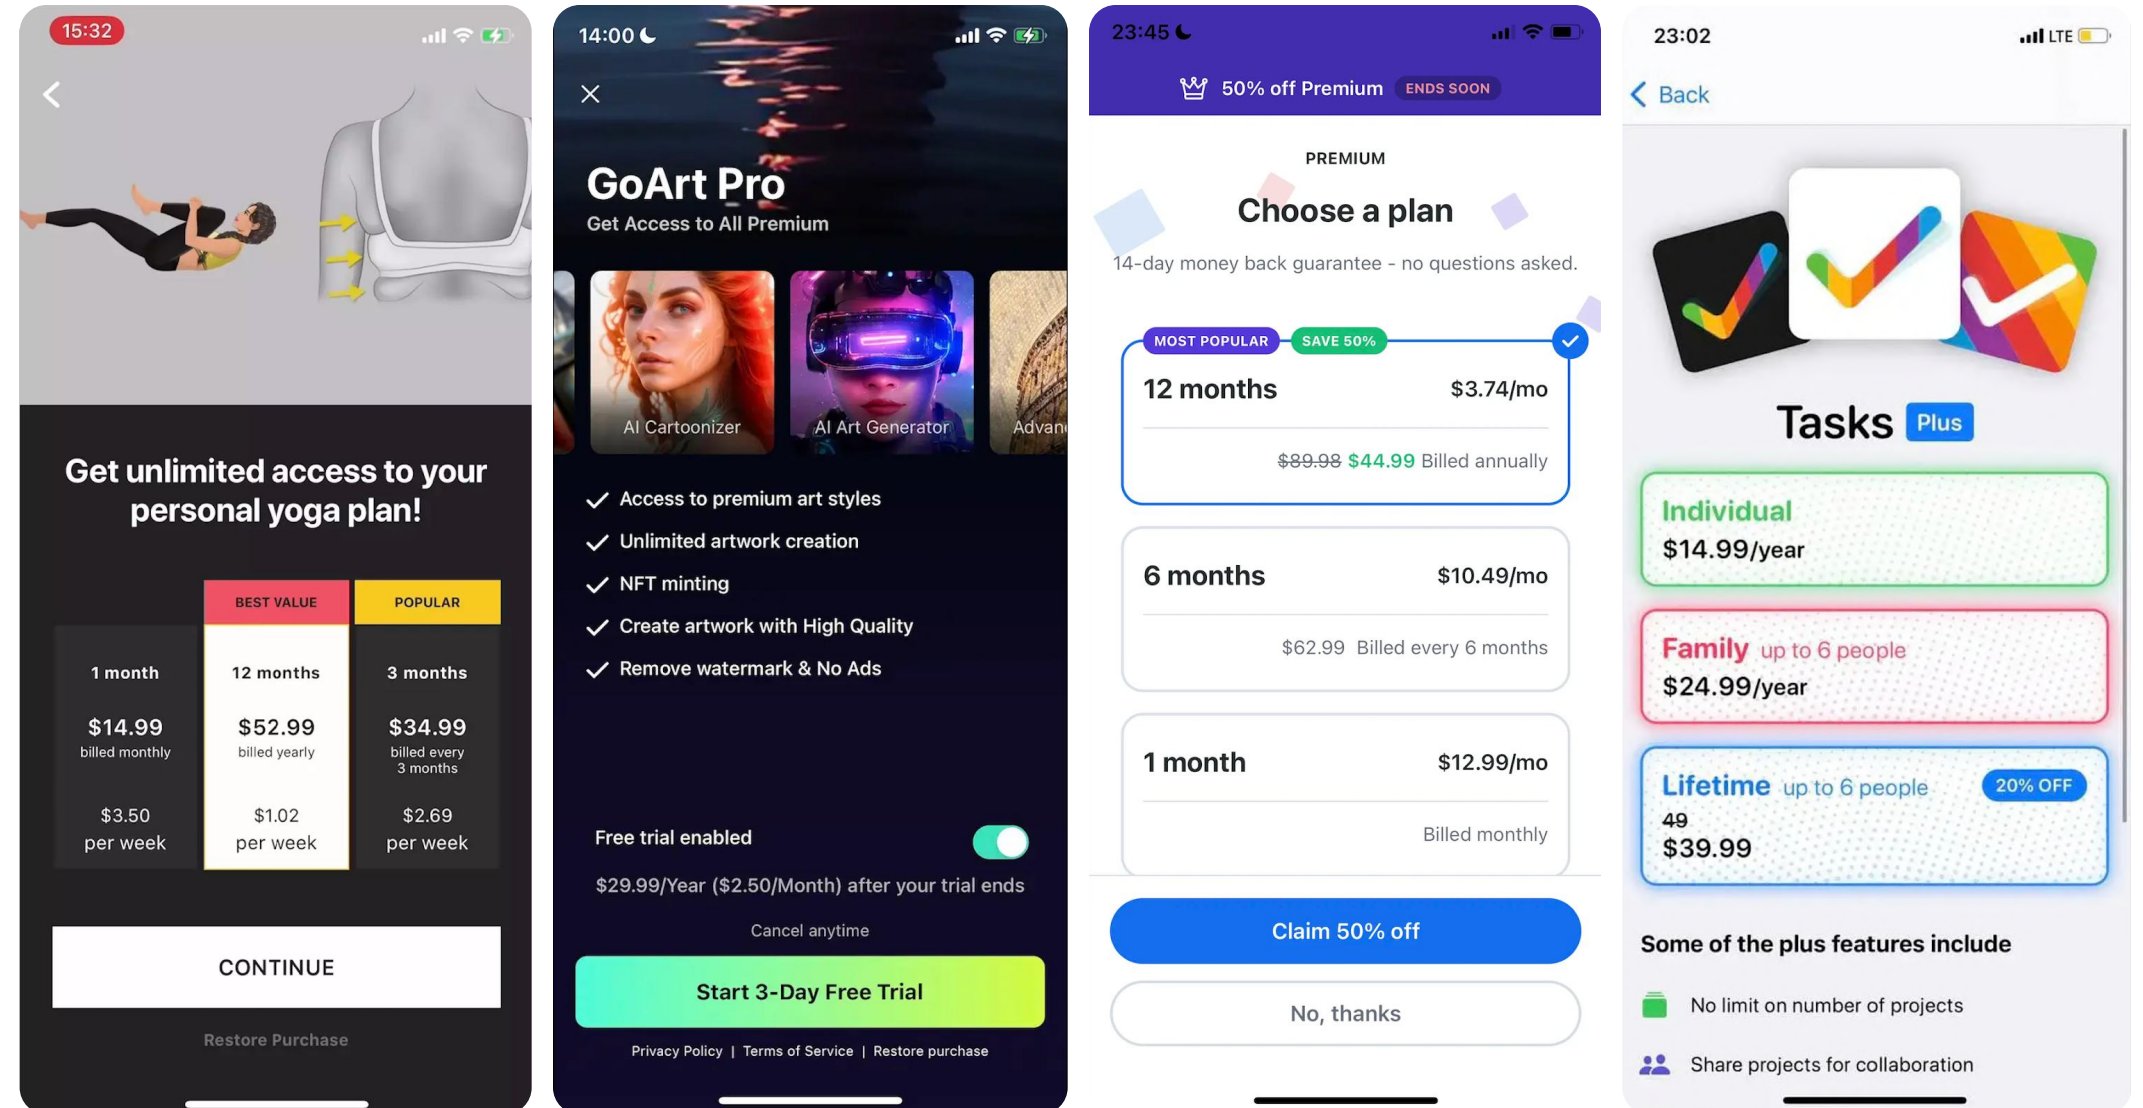 15:32
Get unlimited access to your
personal yoga plan!
BEST VALUE
POPULAR
1 month
$14.99
billed monthly
$3.50
per week
12 months
$52.99
billed yearly
$1.02
per week
3 months
$34.99
billed every
3 months
$2.69
per week
CONTINUE
Restore Purchase
14:00
GoArt Pro
Get Access to All Premium
AI Cartoonizer
AI Art Generator
Advan
Access to premium art styles
Unlimited artwork creation
NFT minting
Create artwork with High Quality
Remove watermark & No Ads
Free trial enabled
$29.99/Year ($2.50/Month) after your trial ends
Cancel anytime
Start 3-Day Free Trial
Privacy Policy | Terms of Service | Restore purchase
23:45
50% off Premium ENDS SOON
PREMIUM
Choose a plan
14-day money back guarantee - no questions asked.
MOST POPULAR SAVE 50%
12 months $3.74/mo
$89.98 $44.99 Billed annually
6 months $10.49/mo
$62.99 Billed every 6 months
1 month $12.99/mo
Billed monthly
Claim 50% off
No, thanks
23:02 LTE
Back
Tasks Plus
Individual
$14.99/year
Family up to 6 people
$24.99/year
Lifetime up to 6 people 20% OFF
49
$39.99
Some of the plus features include
No limit on number of projects
Share projects for collaboration